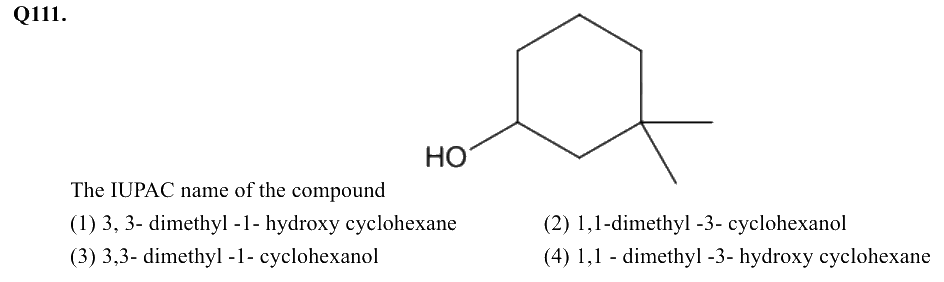 Q111.
HO
The IUPAC name of the compound
(1) 3, 3- dimethyl -1- hydroxy cyclohexane (2) 1,1-dimethyl -3- cyclohexanol
(3) 3,3- dimethyl -1- cyclohexanol (4) 1,1 - dimethyl -3- hydroxy cyclohexane